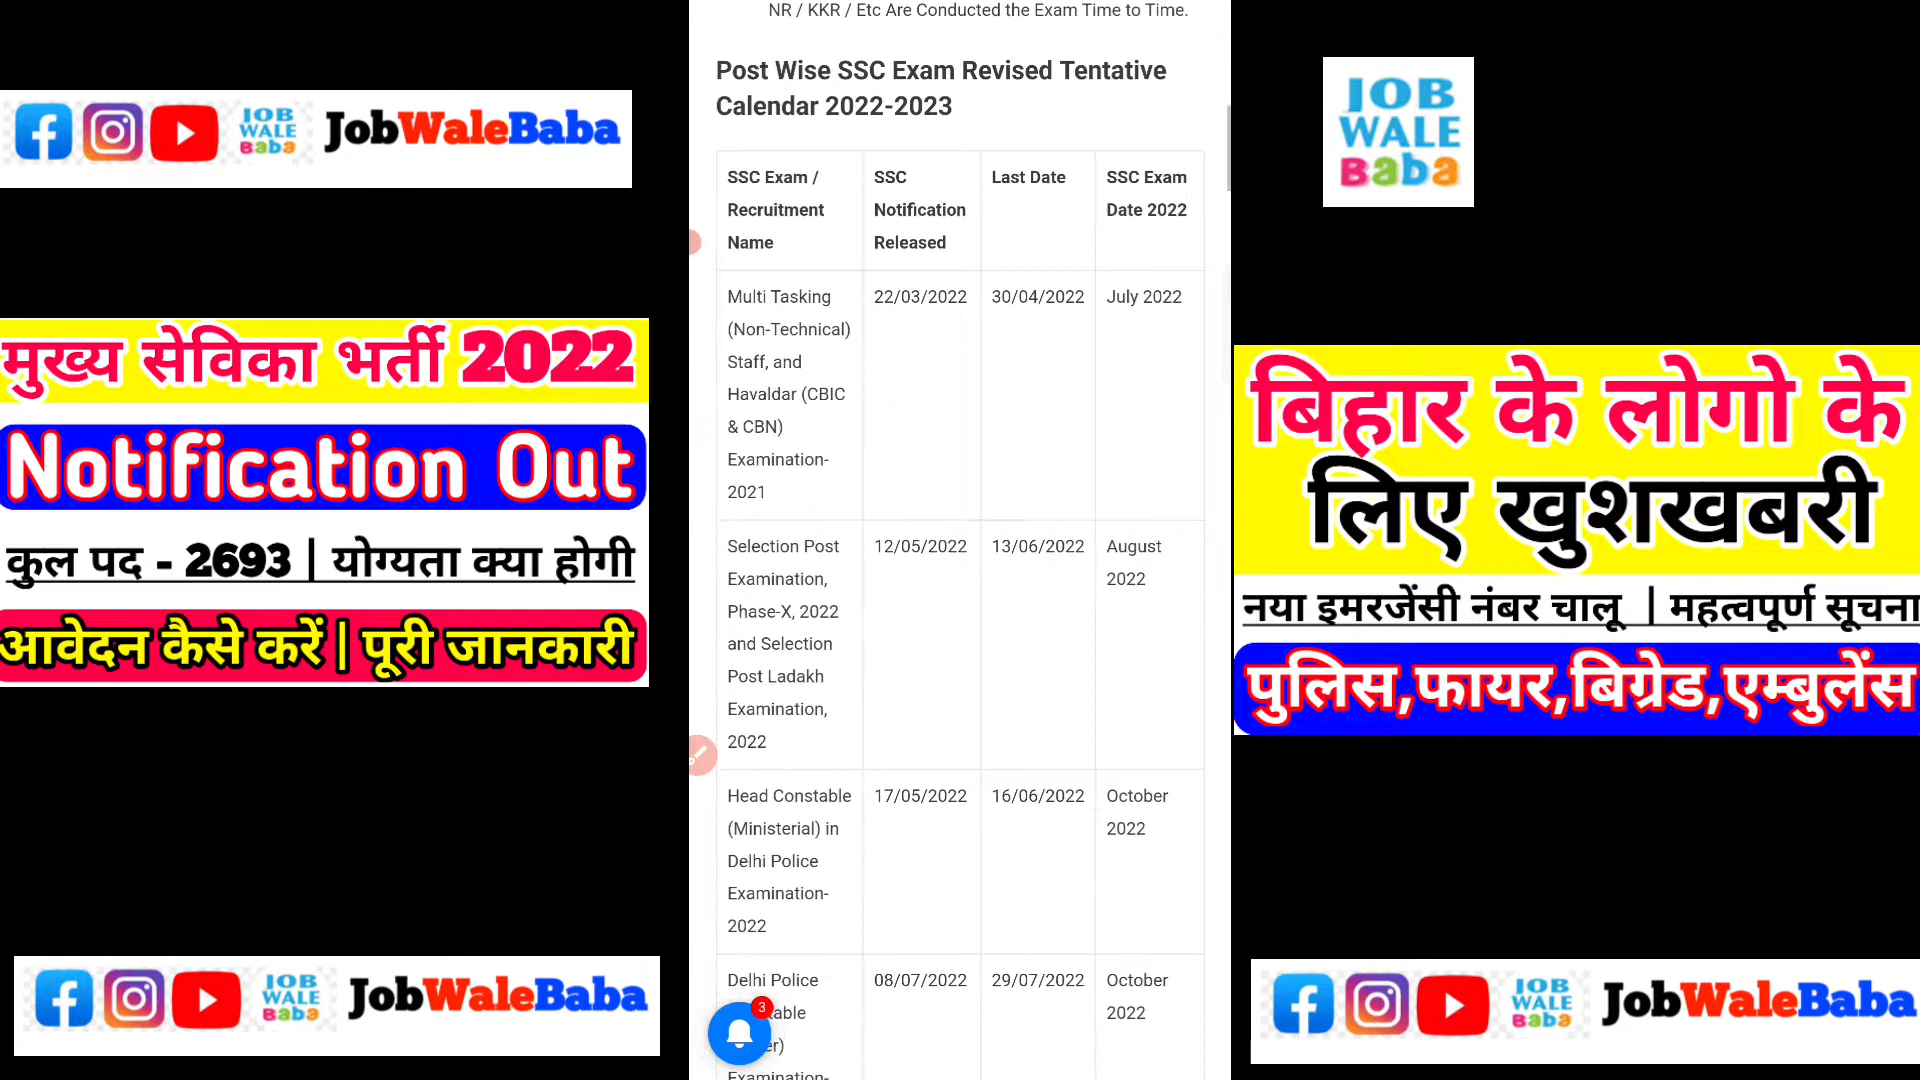 NR / KKR / Etc Are Conducted the Exam Time to Time.
Post Wise SSC Exam Revised Tentative
Calendar 2022-2023
SSC Exam /
Recruitment
Name
SSC
Notification
Released
Last Date
SSC Exam
Date 2022
Multi Tasking
(Non-Technical)
Staff, and
Havaldar (CBIC
& CBN)
Examination-
2021
22/03/2022
30/04/2022
July 2022
Selection Post
Examination,
Phase-X, 2022
and Selection
Post Ladakh
Examination,
2022
12/05/2022
13/06/2022
August
2022
Head Constable
(Ministerial) in
Delhi Police
Examination-
2022
17/05/2022
16/06/2022
October
2022
Delhi Police
table
er)
Examination-
08/07/2022
29/07/2022
October
2022
3
JOB
WALE
Baba
JobWaleBaba
मुख्य सेविका भर्ती 2022
Notification Out
कुल पद - 2693 | योग्यता क्या होगी
आवेदन कैसे करें | पूरी जानकारी
JOB
WALE
Baba
JobWaleBaba
JOB
WALE
Baba
बिहार के लोगो के
लिए खुशखबरी
नया इमरजेंसी नंबर चालू | महत्वपूर्ण सूचना
पुलिस,फायर,बिग्रेड,एम्बुलेंस
JOB
WALE
Baba
JobWaleBaba